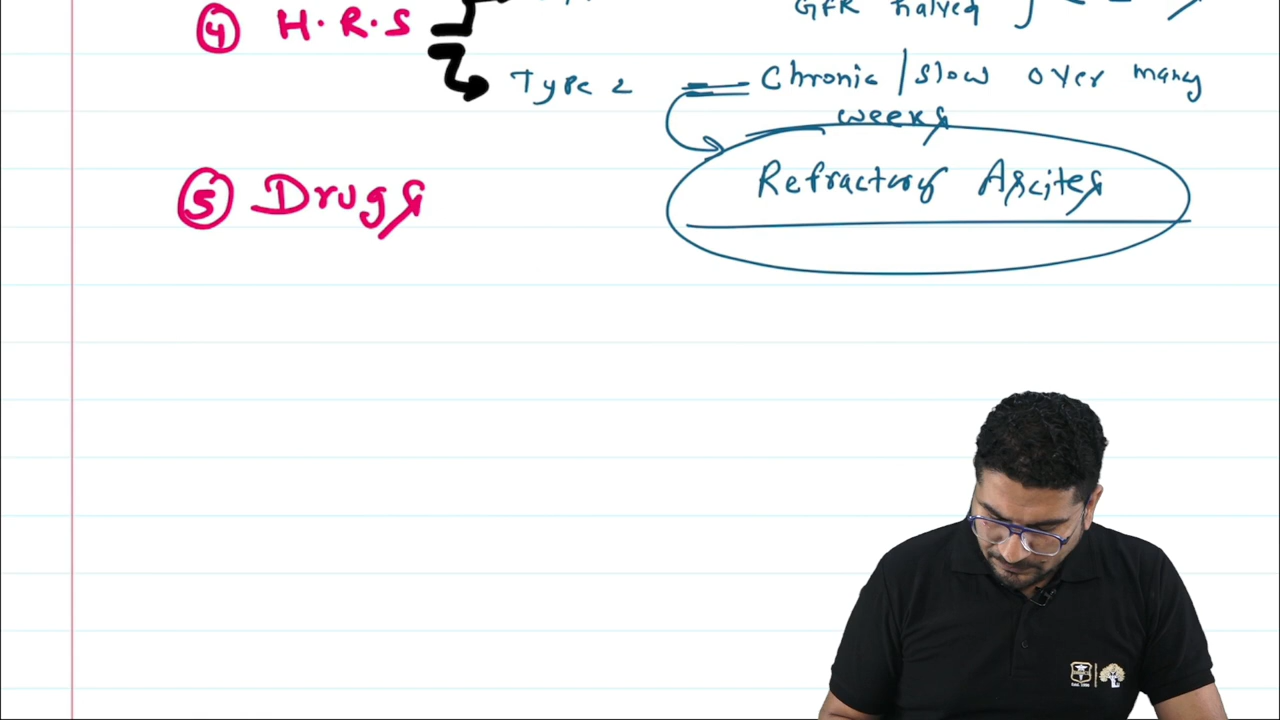 GFR halved
④ H.R.S
Type 2 Chronic / slow over many
weeks
Refractory Ascites
⑤ Drugs